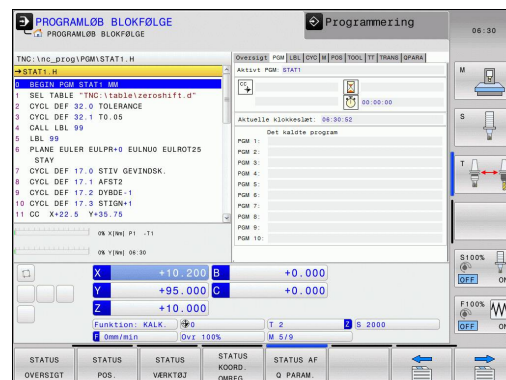 PROGRAMLØB BLOKFØLGE
PROGRAMLØB BLOKFØLGE
Programmering
06:30
TNC:\nc_prog\PGM\STAT1.H
→STAT1.H
0 BEGIN PGM STAT1 MM
1 SEL TABLE "TNC:\table\zeroshift.d"
2 CYCL DEF 32.0 TOLERANCE
3 CYCL DEF 32.1 T0.05
4 CALL LBL 99
5 LBL 99
6 PLANE EULER EULPR+0 EULNU0 EULROT25
STAY
7 CYCL DEF 17.0 STIV GEVINDSK.
8 CYCL DEF 17.1 AFST2
9 CYCL DEF 17.2 DYBDE-1
10 CYCL DEF 17.3 STIGN+1
11 CC X+22.5 Y+35.75
Oversigt PGM LBL CYC M POS TOOL TT TRANS QPARA
Aktivt PGM: STAT1
CC
00:00:00
Aktuelle klokkeslæt: 06:30:52
Det kaldte program
PGM 1:
PGM 2:
PGM 3:
PGM 4:
PGM 5:
PGM 6:
PGM 7:
PGM 8:
PGM 9:
PGM 10:
0% X[Nm] P1 -T1
0% Y[Nm] 06:30
X +10.200 B +0.000
Y +95.000 C +0.000
Z +10.000
Funktion: KALK. 0 T 2 Z S 2000
F 0mm/min Ovr 100% M 5/9
M
S
T
S100%
OFF ON
F100%
OFF ON
STATUS OVERSIGT
STATUS POS.
STATUS VÆRKTØJ
STATUS KOORD. OMREG.
STATUS AF Q PARAM.